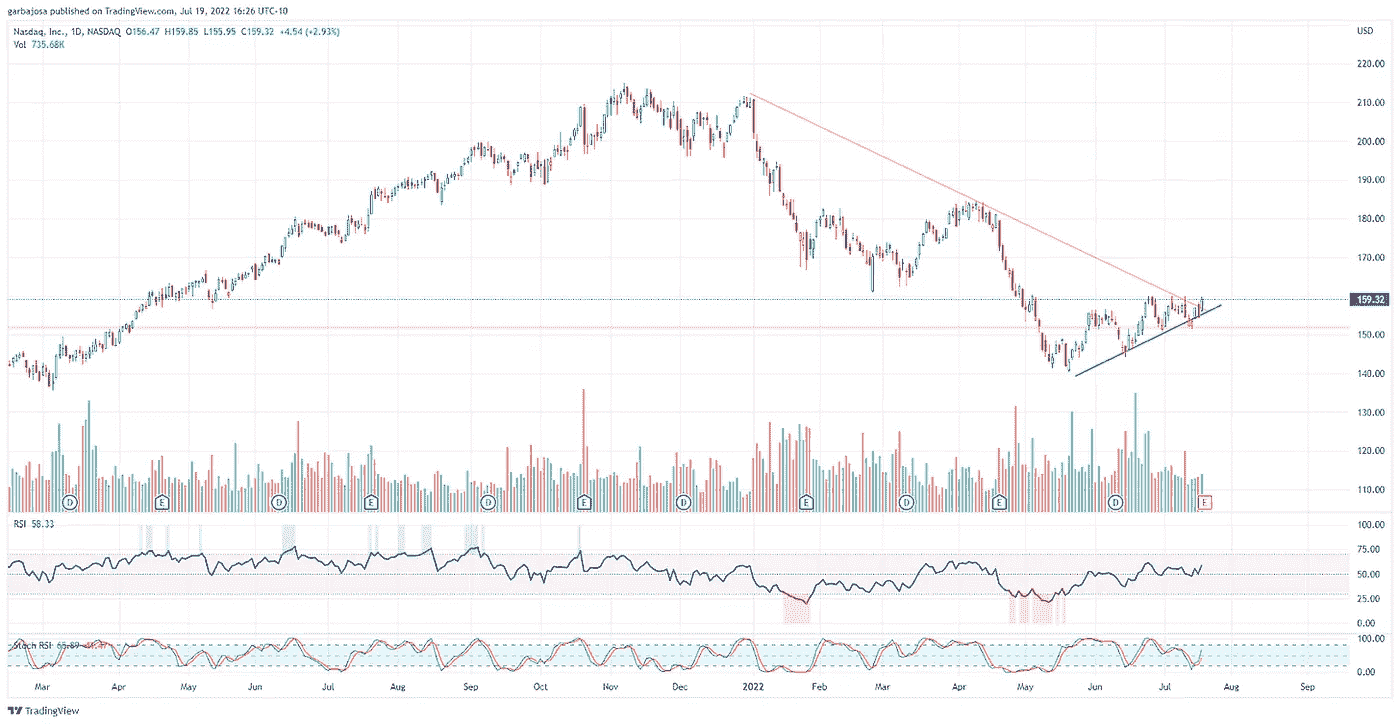 garbajosa published on TradingView.com, Jul 19, 2022 16:26 UTC-10
Nasdaq, Inc., 1D, NASDAQ O156.47 H159.85 L155.95 C159.32 +4.54 (+2.93%)
Vol 735.68K
USD
220.00
210.00
200.00
190.00
180.00
170.00
159.32
150.00
140.00
130.00
120.00
110.00
D E D E D E D E D E D E
RSI 58.33
100.00
75.00
50.00
25.00
0.00
Stoch RSI 65.89
100.00
0.00
Mar Apr May Jun Jul Aug Sep Oct Nov Dec 2022 Feb Mar Apr May Jun Jul Aug Sep
TradingView